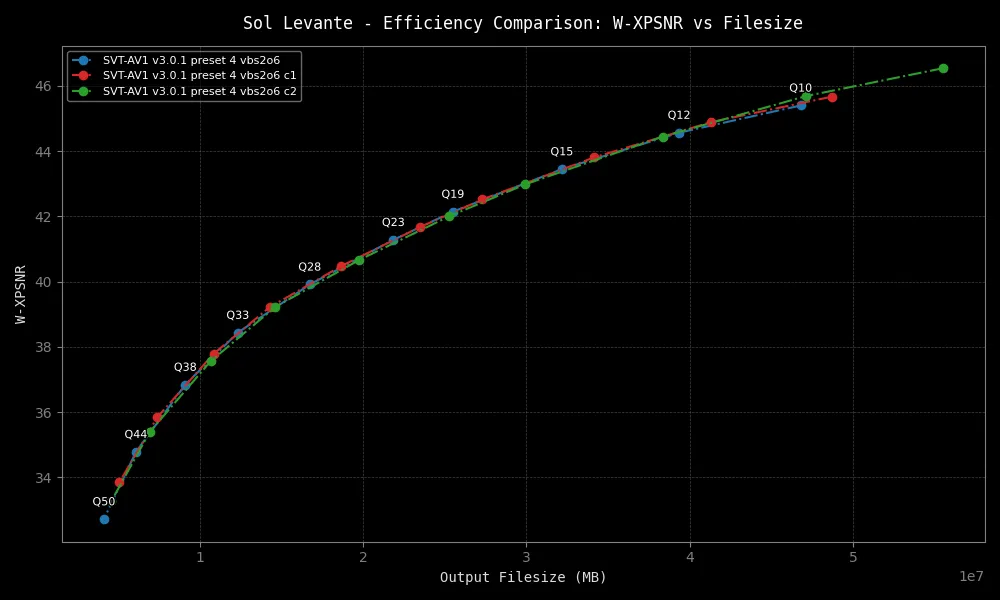 Sol Levante - Efficiency Comparison: W-XPSNR vs Filesize
SVT-AV1 v3.0.1 preset 4 vbs2o6
SVT-AV1 v3.0.1 preset 4 vbs2o6 c1
SVT-AV1 v3.0.1 preset 4 vbs2o6 c2
46
44
42
40
38
36
34
W-XPSNR
Q10
Q12
Q15
Q19
Q23
Q28
Q33
Q38
Q44
Q50
1
2
3
4
5
1e7
Output Filesize (MB)